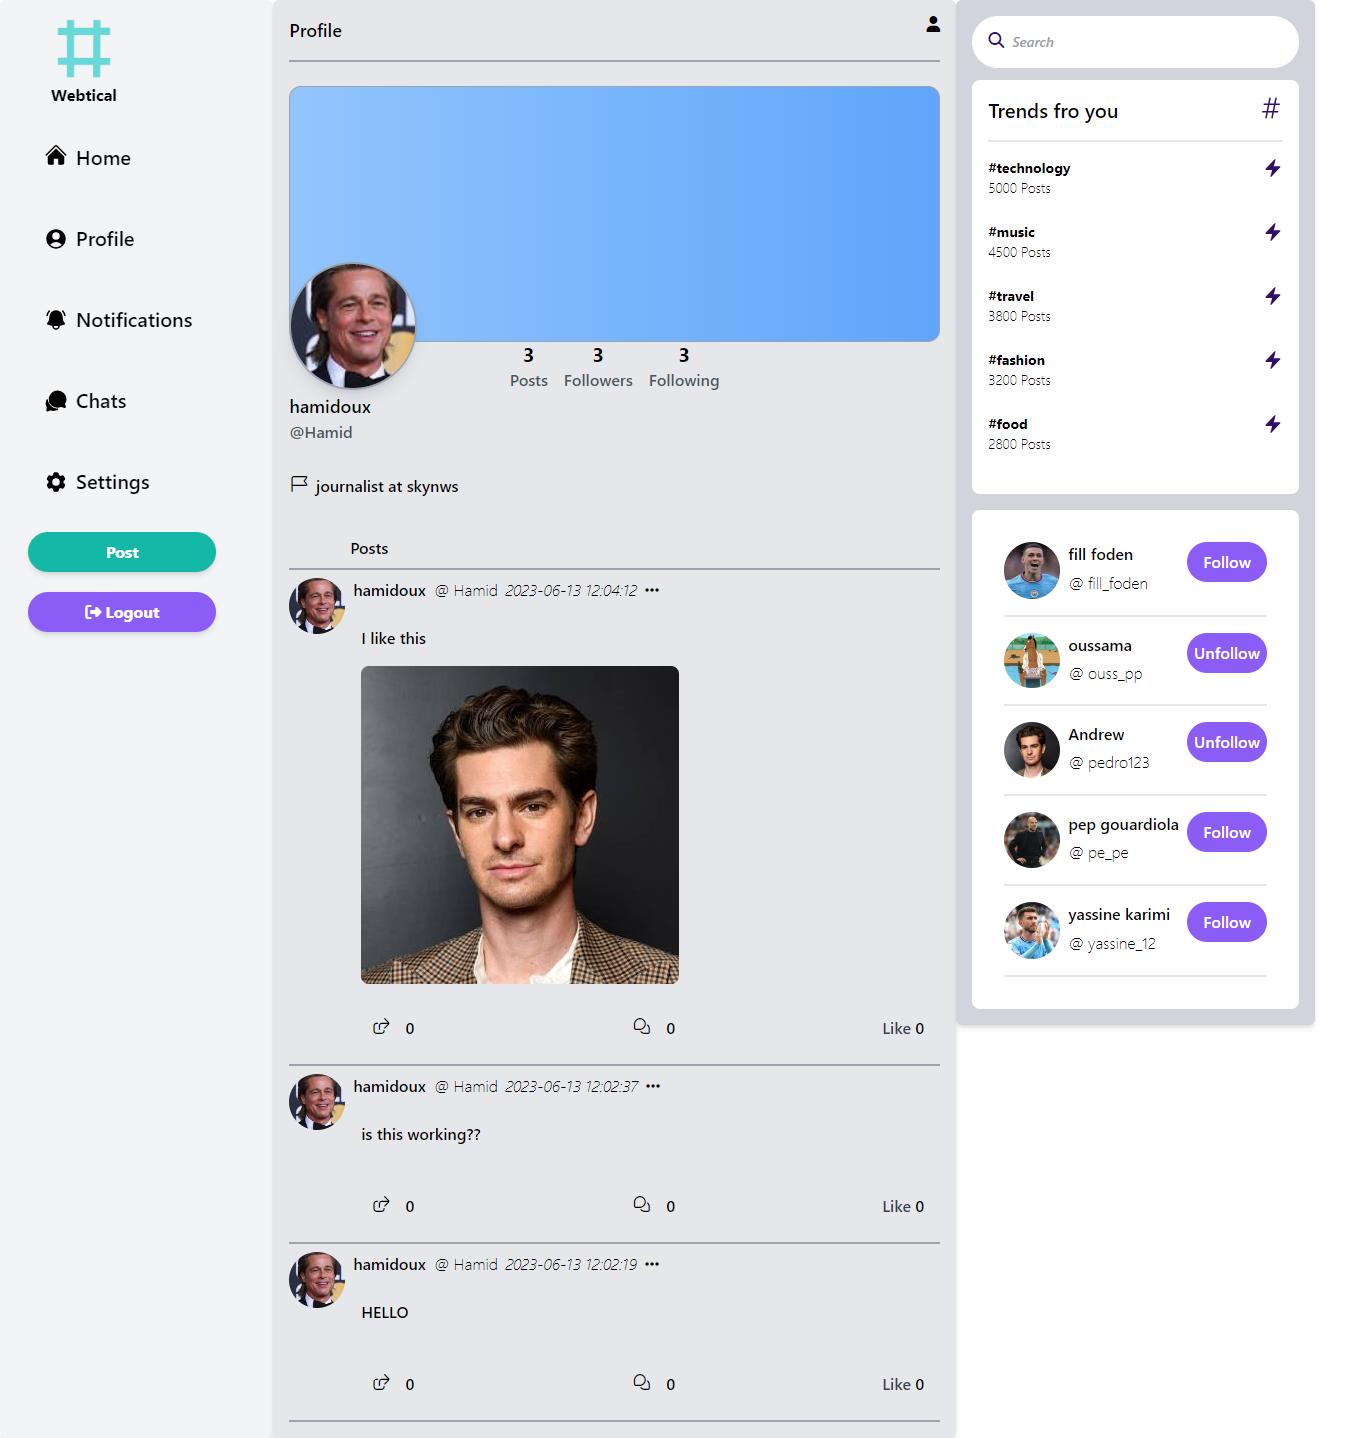 Webtical
Home
Profile
Notifications
Chats
Settings
Post
Logout
Profile
3 3 3
Posts Followers Following
hamidoux
@Hamid
journalist at skynws
Posts
hamidoux @ Hamid 2023-06-13 12:04:12 •••
I like this
0 0 Like 0
hamidoux @ Hamid 2023-06-13 12:02:37 •••
is this working??
0 0 Like 0
hamidoux @ Hamid 2023-06-13 12:02:19 •••
HELLO
0 0 Like 0
Search
Trends fro you #
#technology
5000 Posts
#music
4500 Posts
#travel
3800 Posts
#fashion
3200 Posts
#food
2800 Posts
fill foden Follow
@ fill_foden
oussama Unfollow
@ ouss_pp
Andrew Unfollow
@ pedro123
pep gouardiola Follow
@ pe_pe
yassine karimi Follow
@ yassine_12